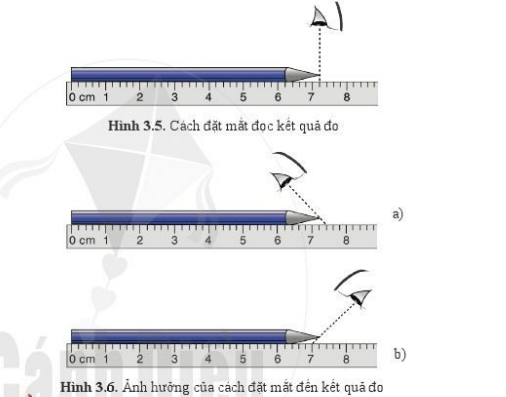 0 cm 1 2 3 4 5 6 7 8
Hình 3.5. Cách đặt mắt đọc kết quả đo
0 cm 1 2 3 4 5 6 7 8
a)
0 cm 1 2 3 4 5 6 7 8
b)
Cánh Diều
Hình 3.6. Ảnh hưởng của cách đặt mắt đến kết quả đo